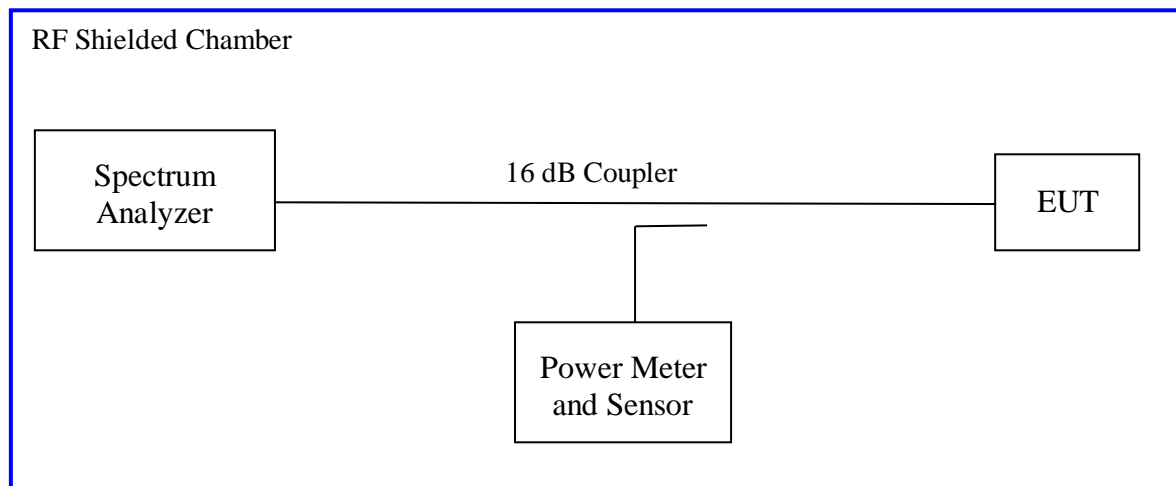 RF Shielded Chamber
Spectrum
Analyzer
16 dB Coupler
EUT
Power Meter
and Sensor